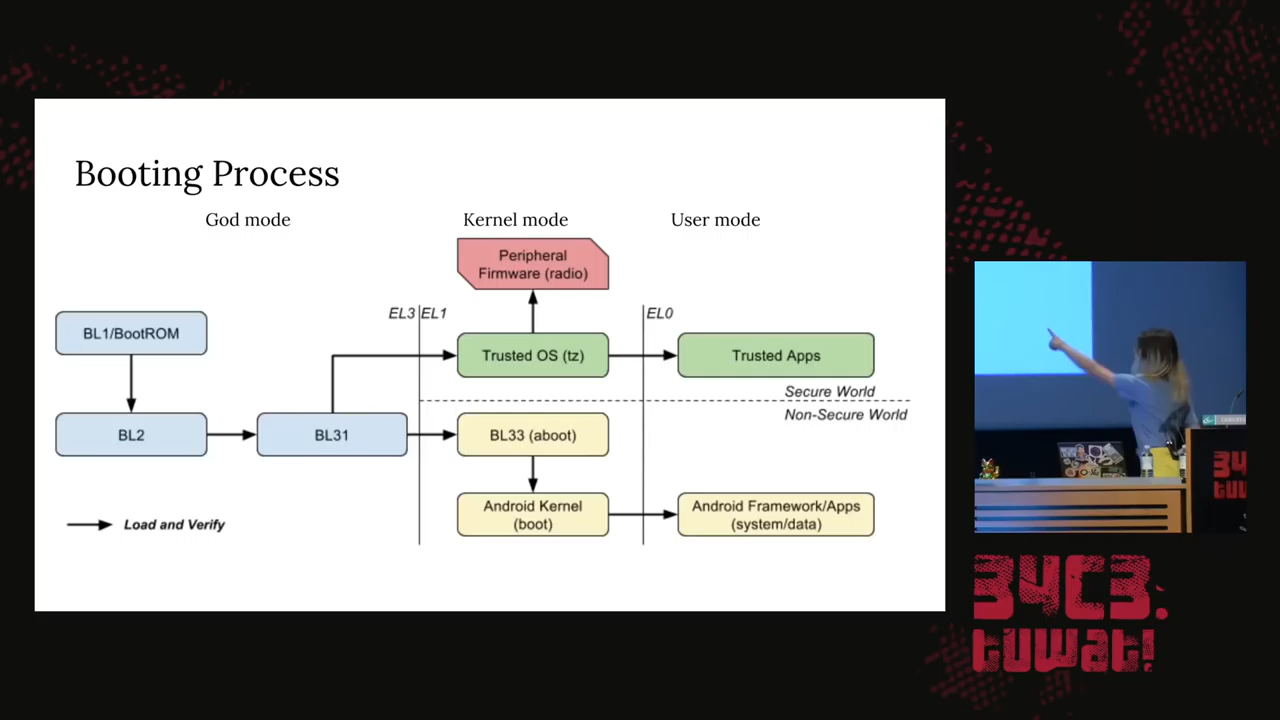 Booting Process
God mode
Kernel mode
User mode
Peripheral
Firmware (radio)
EL3
EL1
EL0
BL1/BootROM
Trusted OS (tz)
Trusted Apps
Secure World
Non-Secure World
BL2
BL31
BL33 (aboot)
Android Kernel
(boot)
Android Framework/Apps
(system/data)
Load and Verify
34C3.
tuwat!